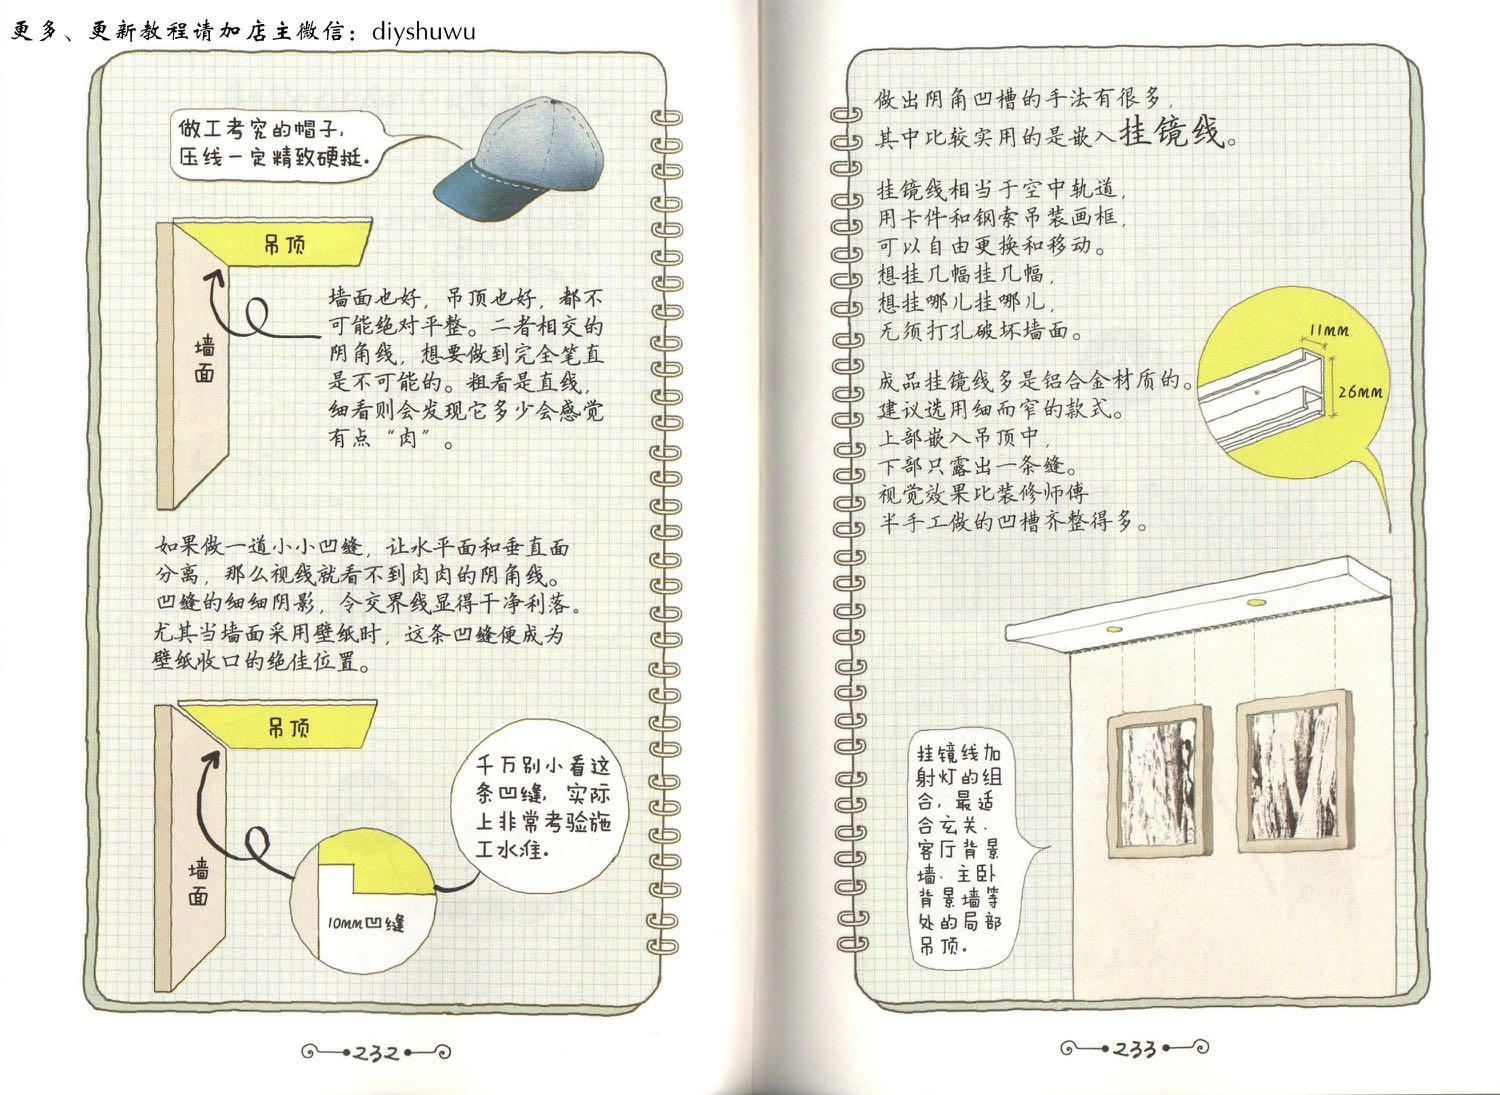 更多、更新教程请加店主微信：diyshuwu
做工考究的帽子，
压线一定精致硬挺.
吊顶
墙面
墙面也好，吊顶也好，都不
可能绝对平整。二者相交的
阴角线，想要做到完全笔直
是不可能的。粗看是直线，
细看则会发现它多少会感觉
有点“肉”。
如果做一道小小凹缝，让水平面和垂直面
分离，那么视线就看不到肉肉的阴角线。
凹缝的细细阴影，令交界线显得干净利落。
尤其当墙面采用壁纸时，这条凹缝便成为
壁纸收口的绝佳位置。
吊顶
墙面
10mm凹缝
千万别小看这
条凹缝，实际
上非常考验施
工水准.
232
做出阴角凹槽的手法有很多，
其中比较实用的是嵌入挂镜线。
挂镜线相当于空中轨道，
用卡件和钢索吊装画框，
可以自由更换和移动。
想挂几幅挂几幅，
想挂哪儿挂哪儿，
无须打孔破坏墙面。
成品挂镜线多是铝合金材质的。
建议选用细而窄的款式。
上部嵌入吊顶中，
下部只露出一条缝。
视觉效果比装修师傅
半手工做的凹槽齐整得多。
11mm
26mm
挂镜线加
射灯的组
合，最适
合玄关、
客厅背景
墙、主卧
背景墙等
处的局部
吊顶.
233